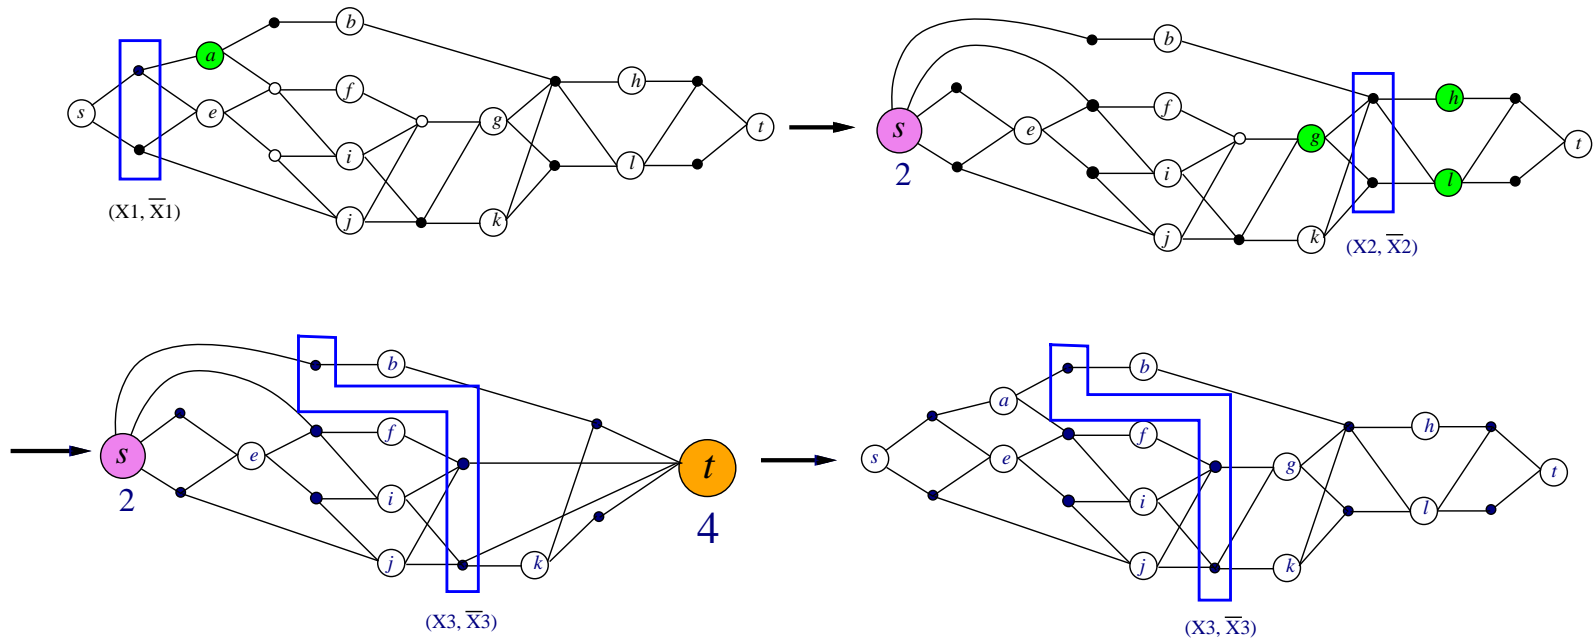 b
a
f
h
s
e
g
t
i
l
j
k
(X1, X̅1)
b
h
f
s
e
g
t
2
i
l
j
k
(X2, X̅2)
b
f
s
e
t
2
i
4
j
k
(X3, X̅3)
b
a
h
f
s
e
g
t
i
l
j
k
(X3, X̅3)